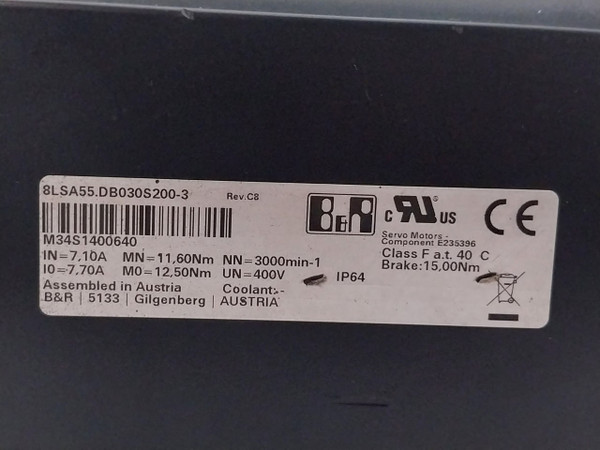 8LSA55.DB030S200-3 Rev.C8
B&R
c RU US
CE
Servo Motors -
Component E235396
M34S1400640
IN=7,10A MN=11,60Nm NN=3000min-1 Class F a.t. 40 C
I0=7.70A M0=12,50Nm UN=400V IP64 Brake:15,00Nm
Assembled in Austria Coolant:-
B&R | 5133 | Gilgenberg | AUSTRIA